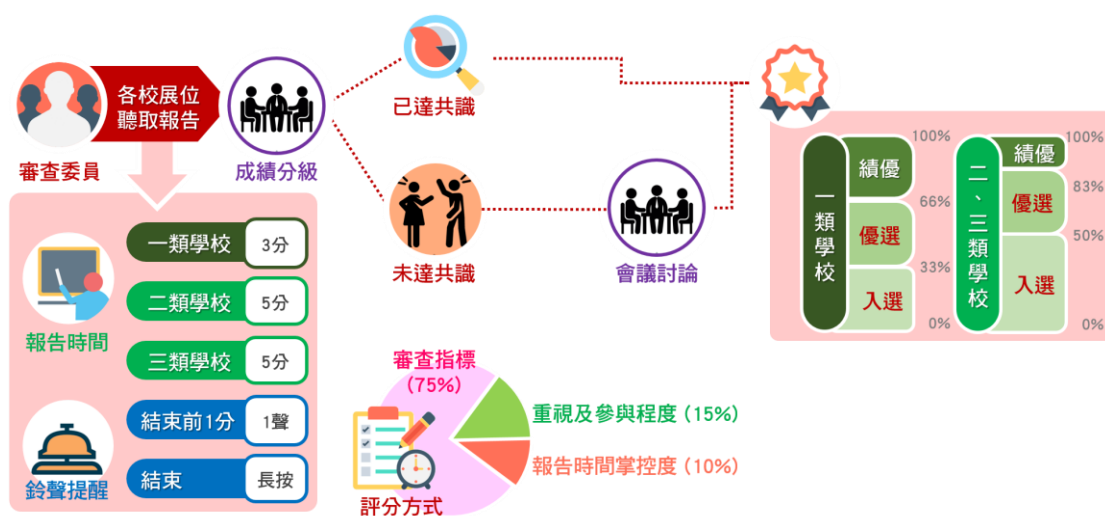 各校展位
聽取報告
審查委員
成績分級
已達共識
未達共識
會議討論
報告時間
一類學校 3分
二類學校 5分
三類學校 5分
鈴聲提醒
結束前1分 1聲
結束 長按
審查指標
(75%)
重視及參與程度 (15%)
報告時間掌控度 (10%)
評分方式
一類學校
100%
績優
66%
優選
33%
入選
0%
二、三類學校
100%
績優
83%
優選
50%
入選
0%